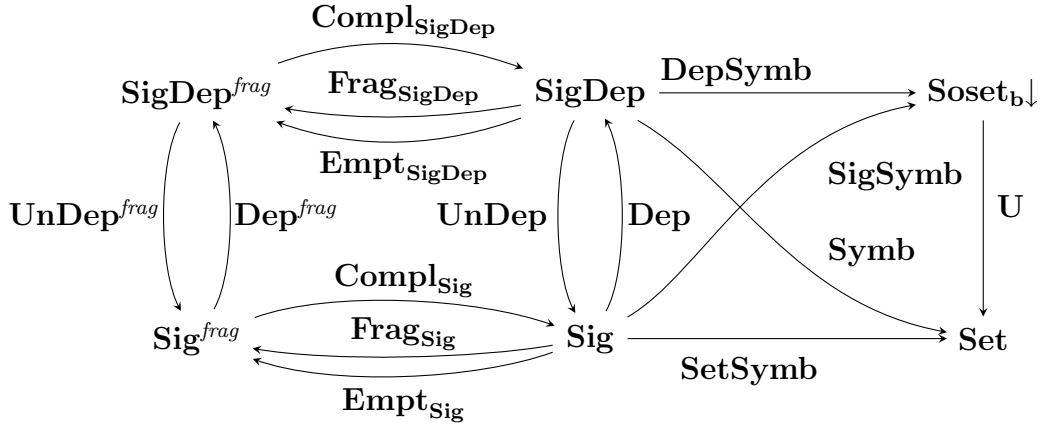 Compl_SigDep
SigDep^frag Frag_SigDep SigDep DepSymb Soset_b↓
Empt_SigDep
SigSymb
UnDep^frag Dep^frag UnDep Dep U
Symb
Compl_Sig
Sig^frag Frag_Sig Sig Set
SetSymb
Empt_Sig